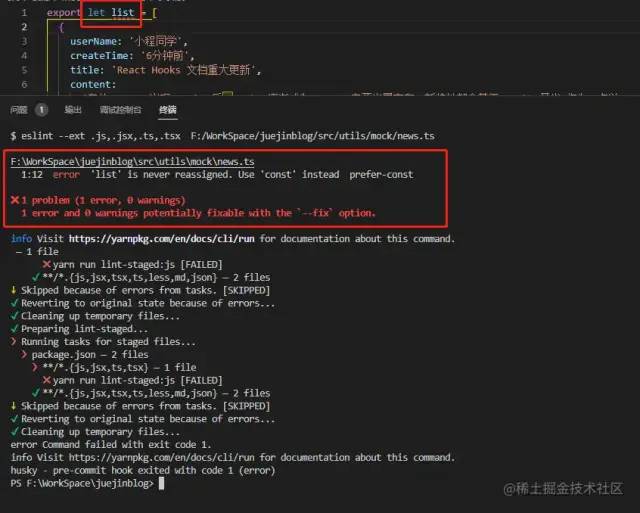 1 export let list = [
2 {
3 userName: '小程同学',
4 createTime: '6分钟前',
5 title: 'React Hooks 文档重大更新',
6 content:
问题 1 输出 调试控制台 终端
$ eslint --ext .js,.jsx,.ts,.tsx F:/WorkSpace/juejinblog/src/utils/mock/news.ts
F:\WorkSpace\juejinblog\src\utils\mock\news.ts
1:12 error 'list' is never reassigned. Use 'const' instead prefer-const
❌ 1 problem (1 error, 0 warnings)
1 error and 0 warnings potentially fixable with the `--fix` option.
info Visit https://yarnpkg.com/en/docs/cli/run for documentation about this command.
— 1 file
❌ yarn run lint-staged:js [FAILED]
✓ **/*.{js,jsx,tsx,ts,less,md,json} — 2 files
↓ Skipped because of errors from tasks. [SKIPPED]
✓ Reverting to original state because of errors...
✓ Cleaning up temporary files...
✓ Preparing lint-staged...
❯ Running tasks for staged files...
❯ package.json — 2 files
❯ **/*.{js,jsx,ts,tsx} — 1 file
❌ yarn run lint-staged:js [FAILED]
✓ **/*.{js,jsx,tsx,ts,less,md,json} — 2 files
↓ Skipped because of errors from tasks. [SKIPPED]
✓ Reverting to original state because of errors...
✓ Cleaning up temporary files...
error Command failed with exit code 1.
info Visit https://yarnpkg.com/en/docs/cli/run for documentation about this command.
husky - pre-commit hook exited with code 1 (error)
PS F:\WorkSpace\juejinblog>
@稀土掘金技术社区